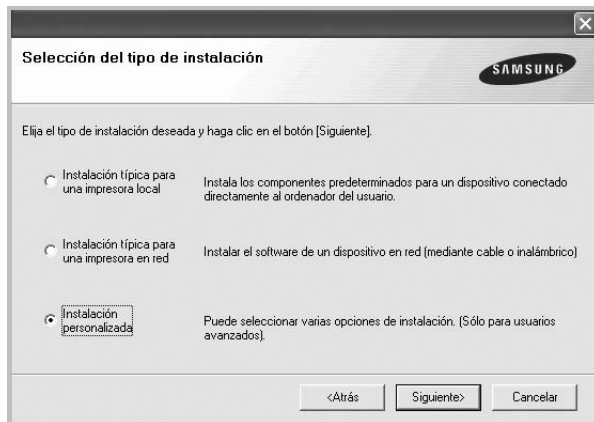 Selección del tipo de instalación
SAMSUNG
Elija el tipo de instalación deseada y haga clic en el botón [Siguiente].
Instalación típica para
una impresora local
Instala los componentes predeterminados para un dispositivo conectado
directamente al ordenador del usuario.
Instalación típica para
una impresora en red
Instalar el software de un dispositivo en red (mediante cable o inalámbrico)
Instalación
personalizada
Puede seleccionar varias opciones de instalación. (Sólo para usuarios
avanzados).
<Atrás
Siguiente>
Cancelar